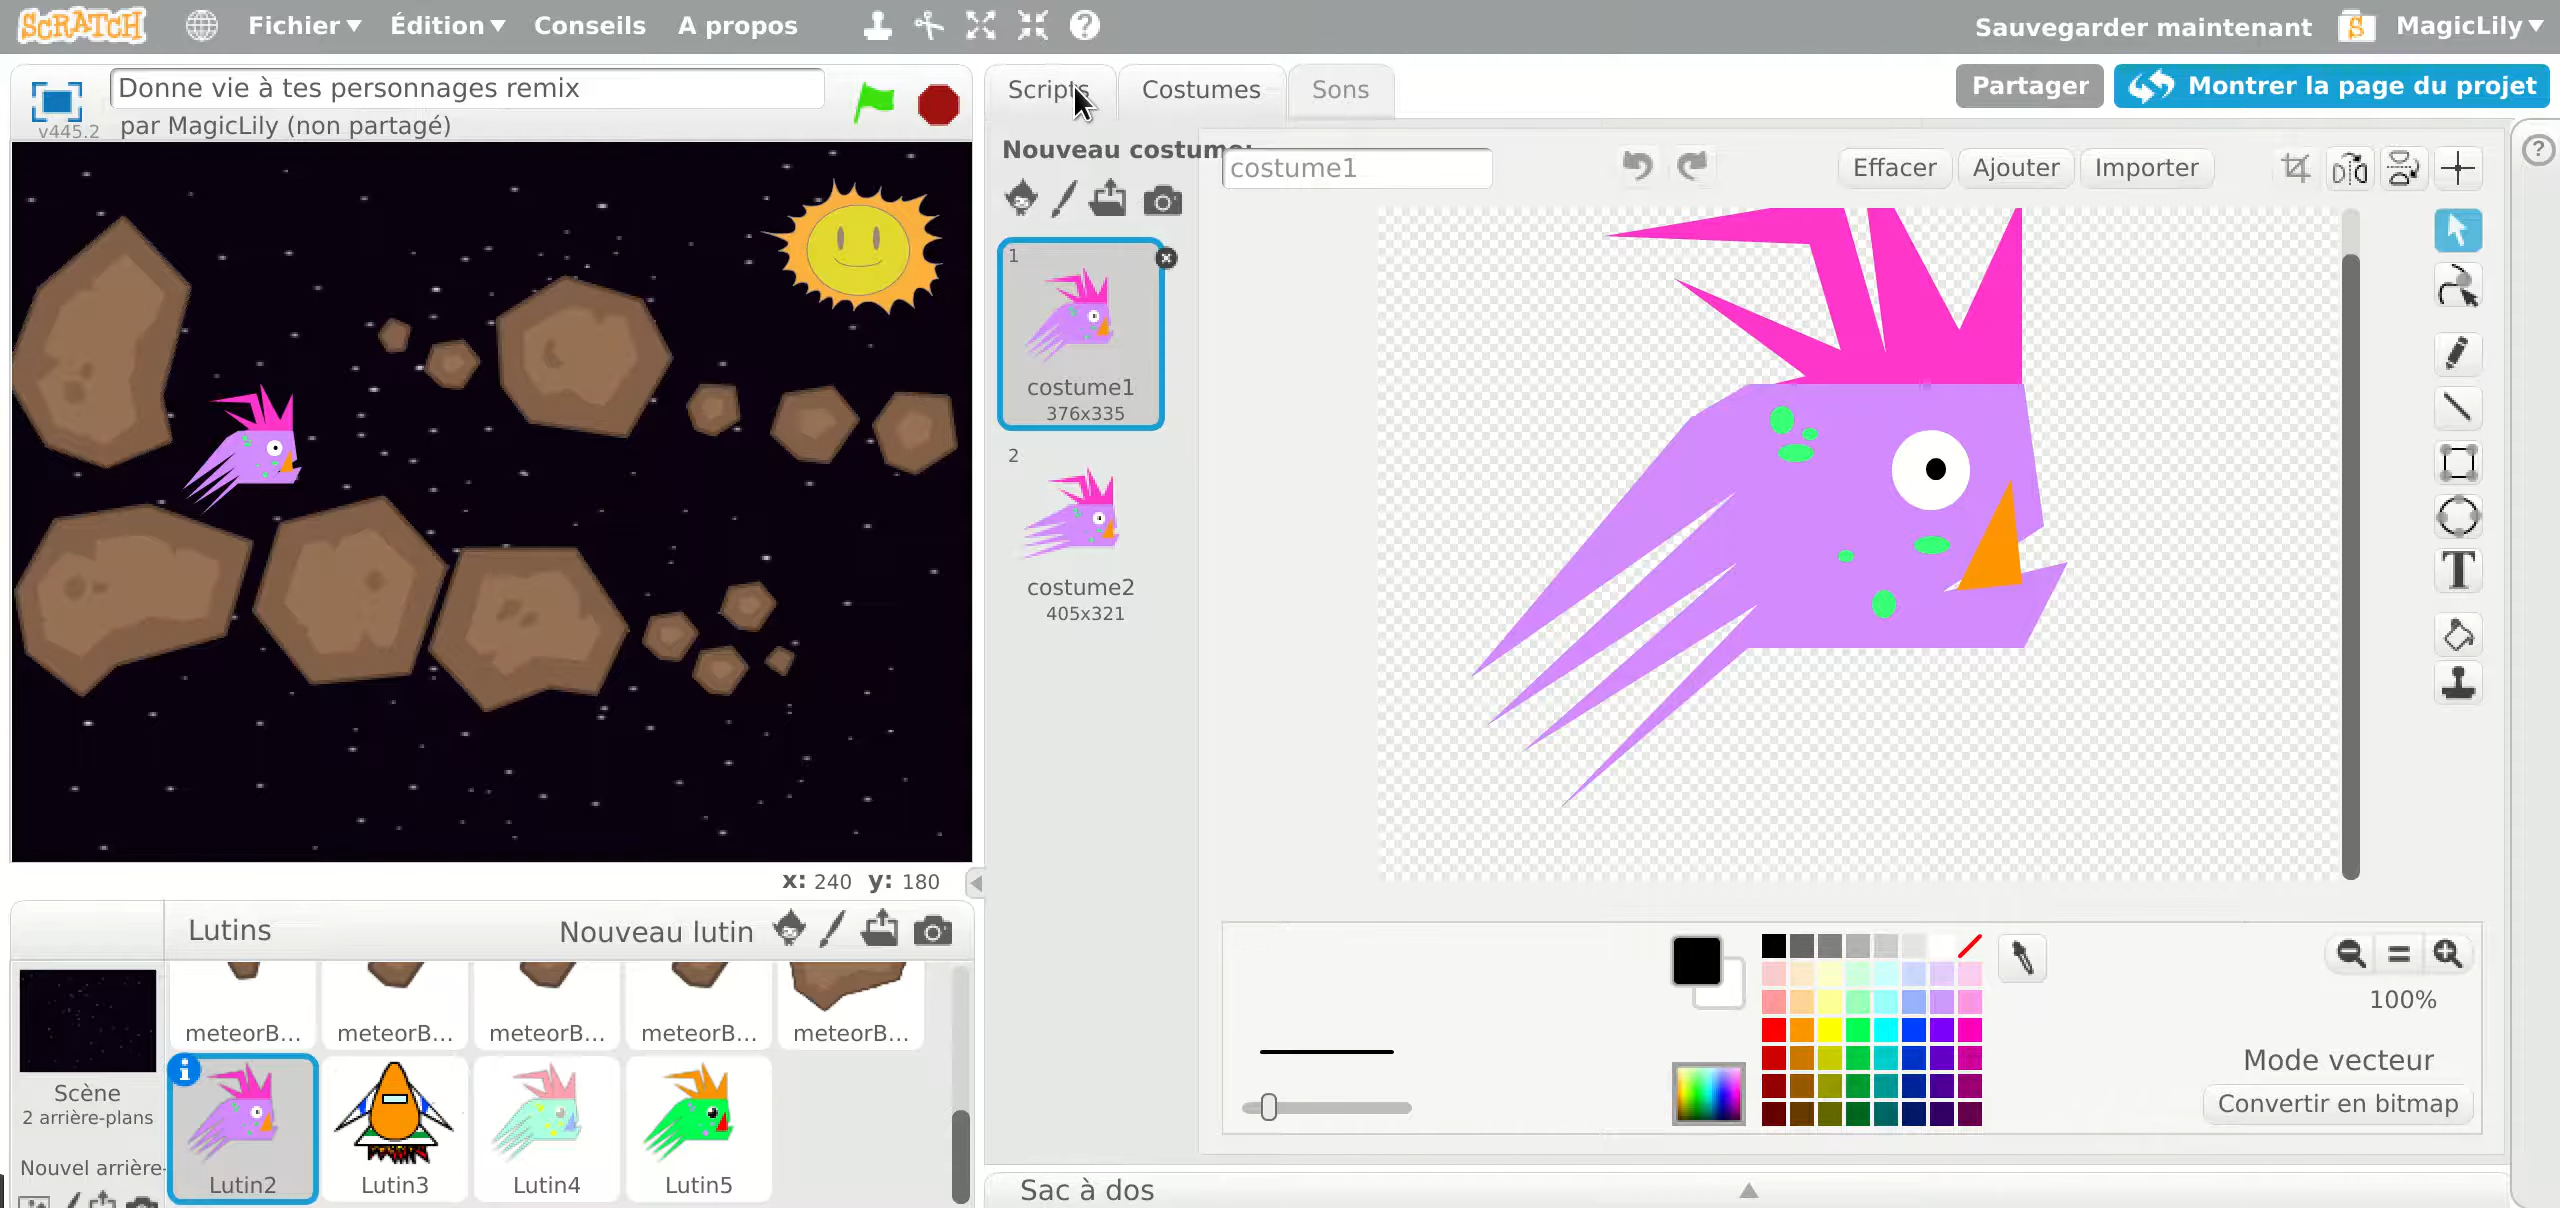 SCRATCH
Fichier
Édition
Conseils
A propos
Sauvegarder maintenant
MagicLily
Donne vie à tes personnages remix
v445.2
par MagicLily (non partagé)
Scripts
Costumes
Sons
Partager
Montrer la page du projet
Nouveau costume:
costume1
Effacer
Ajouter
Importer
1
costume1
376x335
2
costume2
405x321
x: 240 y: 180
Lutins
Nouveau lutin
meteorB...
meteorB...
meteorB...
meteorB...
meteorB...
Scène
2 arrière-plans
Nouvel arrière-
Lutin2
Lutin3
Lutin4
Lutin5
100%
Mode vecteur
Convertir en bitmap
Sac à dos